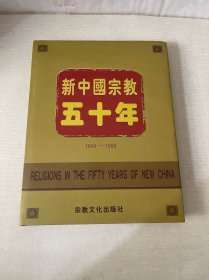 新中國宗教
五十年
1949—1999
RELIGIONS IN THE FIFTY YEARS OF NEW CHINA
宗教文化出版社